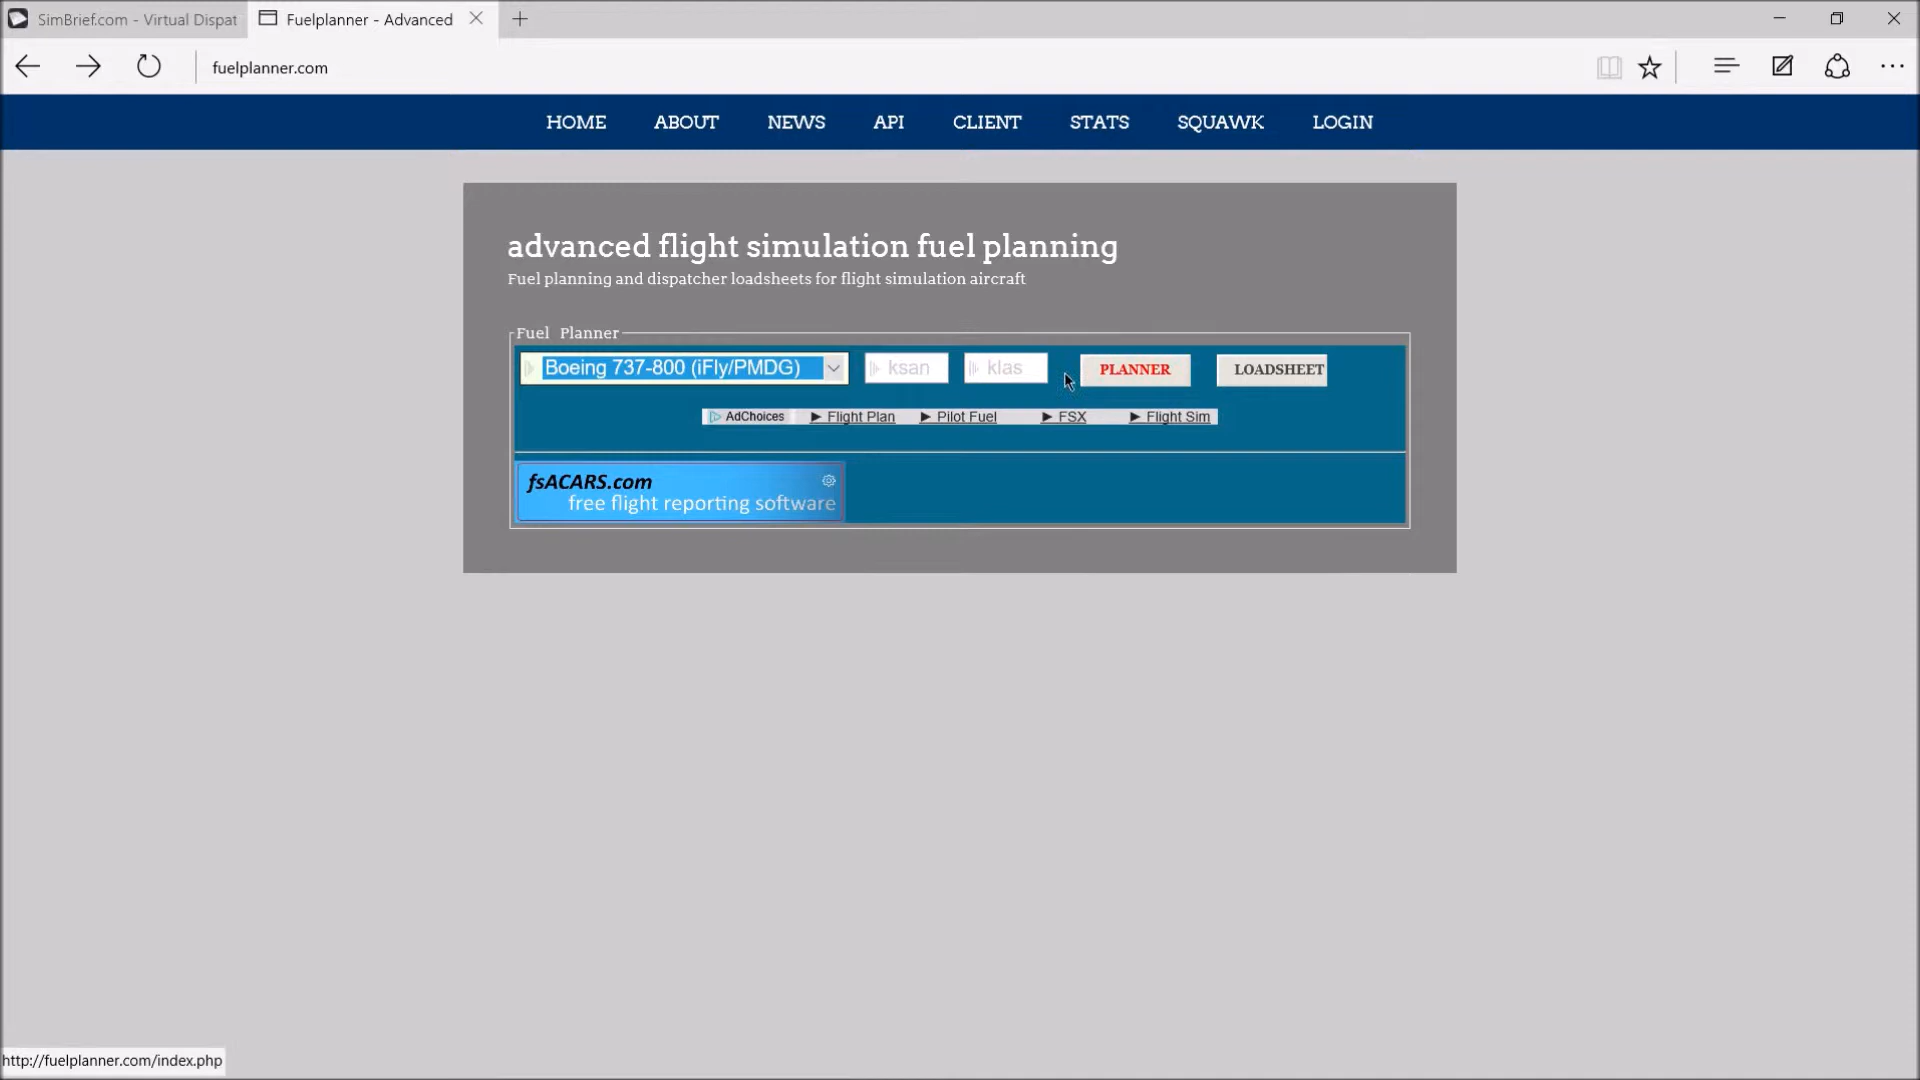 SimBrief.com - Virtual Dispat
Fuelplanner - Advanced
fuelplanner.com
HOME ABOUT NEWS API CLIENT STATS SQUAWK LOGIN
advanced flight simulation fuel planning
Fuel planning and dispatcher loadsheets for flight simulation aircraft
Fuel Planner
Boeing 737-800 (iFly/PMDG) ksan klas PLANNER LOADSHEET
AdChoices ► Flight Plan ► Pilot Fuel ► FSX ► Flight Sim
fsACARS.com
free flight reporting software
http://fuelplanner.com/index.php